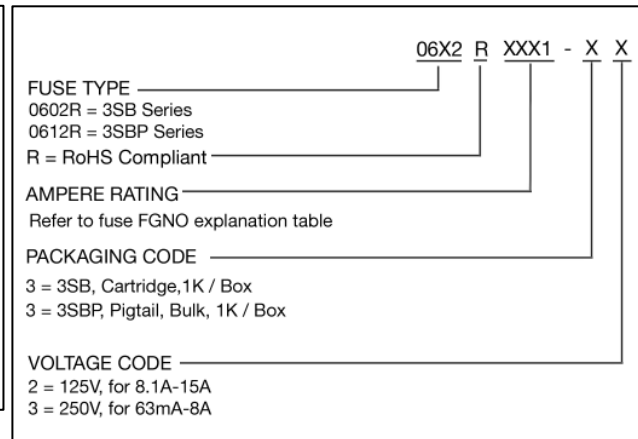 06X2 R XXX1 - X X
FUSE TYPE
0602R = 3SB Series
0612R = 3SBP Series
R = RoHS Compliant
AMPERE RATING
Refer to fuse FGNO explanation table
PACKAGING CODE
3 = 3SB, Cartridge,1K / Box
3 = 3SBP, Pigtail, Bulk, 1K / Box
VOLTAGE CODE
2 = 125V, for 8.1A-15A
3 = 250V, for 63mA-8A